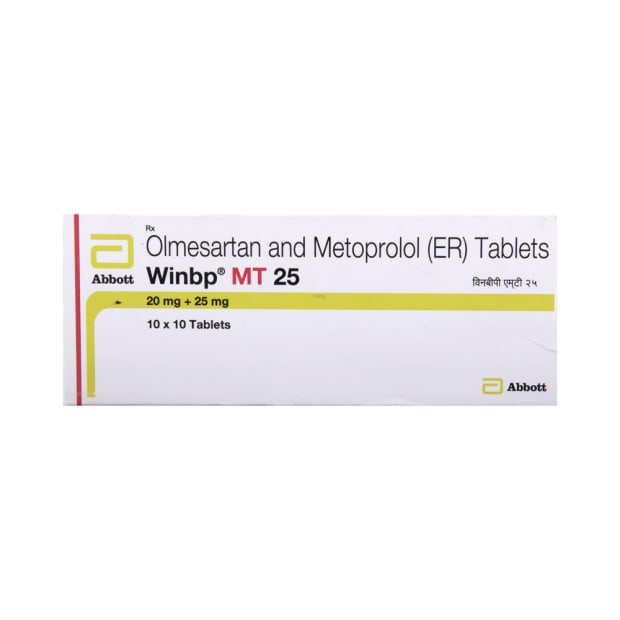 Rx
Olmesartan and Metoprolol (ER) Tablets
Abbott
Winbp® MT 25
विनबीपी एमटी २५
20 mg + 25 mg
10 x 10 Tablets
Abbott